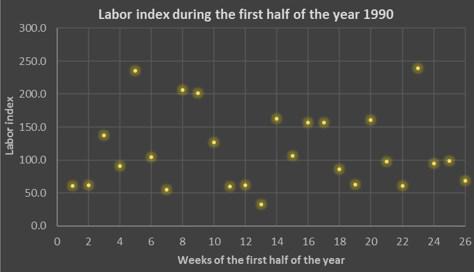 Labor index during the first half of the year 1990
300.0
250.0
200.0
150.0
100.0
50.0
0.0
Labor index
0 2 4 6 8 10 12 14 16 18 20 22 24 26
Weeks of the first half of the year